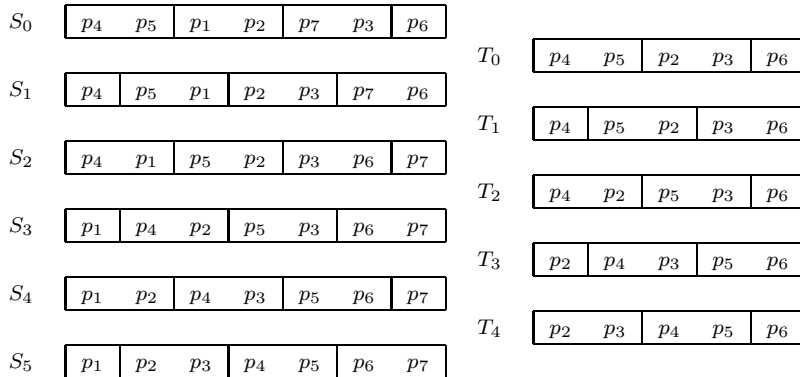 S0 p4 p5 p1 p2 p7 p3 p6
T0 p4 p5 p2 p3 p6
S1 p4 p5 p1 p2 p3 p7 p6
T1 p4 p5 p2 p3 p6
S2 p4 p1 p5 p2 p3 p6 p7
T2 p4 p2 p5 p3 p6
S3 p1 p4 p2 p5 p3 p6 p7
T3 p2 p4 p3 p5 p6
S4 p1 p2 p4 p3 p5 p6 p7
T4 p2 p3 p4 p5 p6
S5 p1 p2 p3 p4 p5 p6 p7